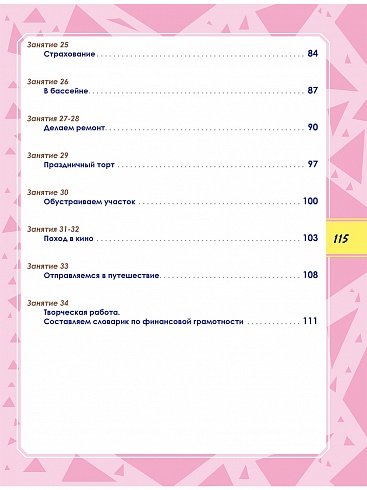 Занятие 25
Страхование 84
Занятие 26
В бассейне 87
Занятия 27-28
Делаем ремонт 90
Занятие 29
Праздничный торт 97
Занятие 30
Обустраиваем участок 100
Занятия 31-32
Поход в кино 103
115
Занятие 33
Отправляемся в путешествие 108
Занятие 34
Творческая работа.
Составляем словарик по финансовой грамотности 111